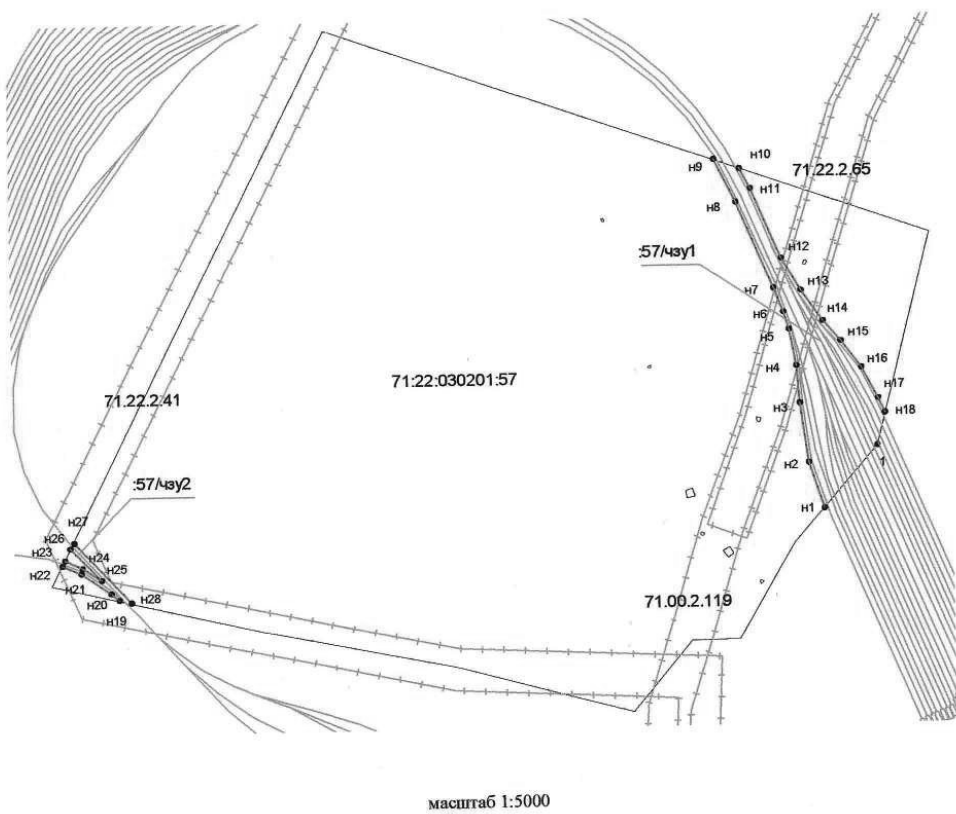 н9
н10
71.22.2.65
н11
н8
н12
:57/чзу1
н13
н7
н14
н6
н15
н5
н16
71:22:030201:57
н4
н17
71.22.2.41
н3
н18
1
н2
:57/чзу2
н1
н27
н26
н23
н24
н22
н25
н21
н28
н20
71.00.2.119
н19
масштаб 1:5000